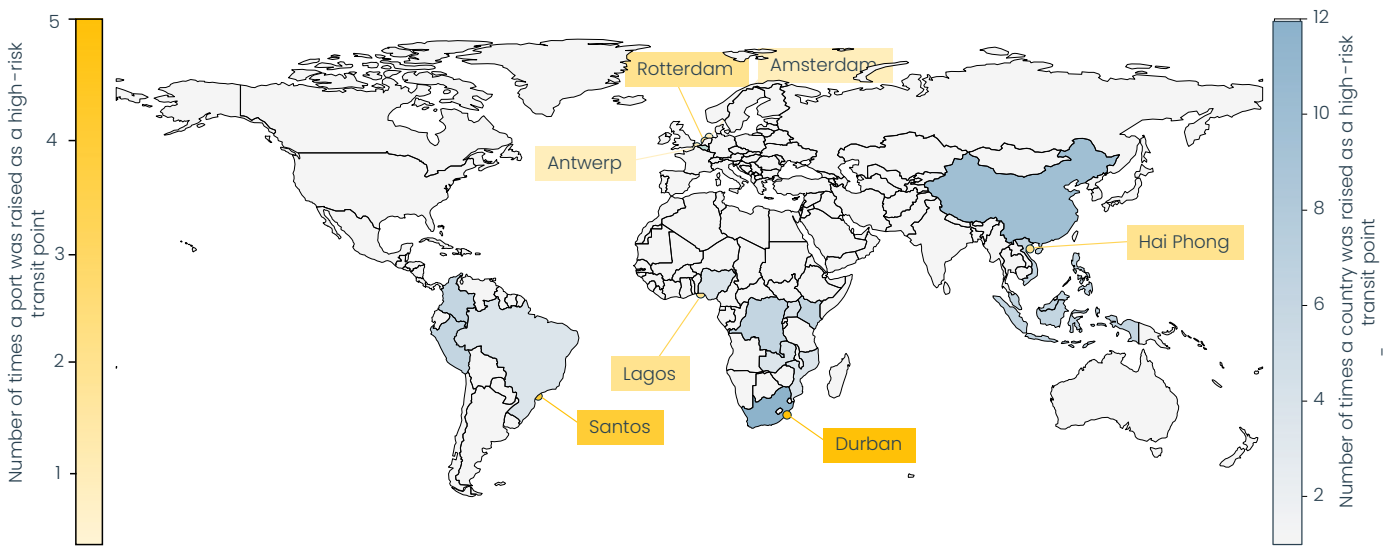 5
4
3
2
1
Number of times a port was raised as a high-risk
transit point
Rotterdam
Amsterdam
Antwerp
Hai Phong
Lagos
Santos
Durban
12
10
8
6
4
2
Number of times a country was raised as a high-risk
transit point
–